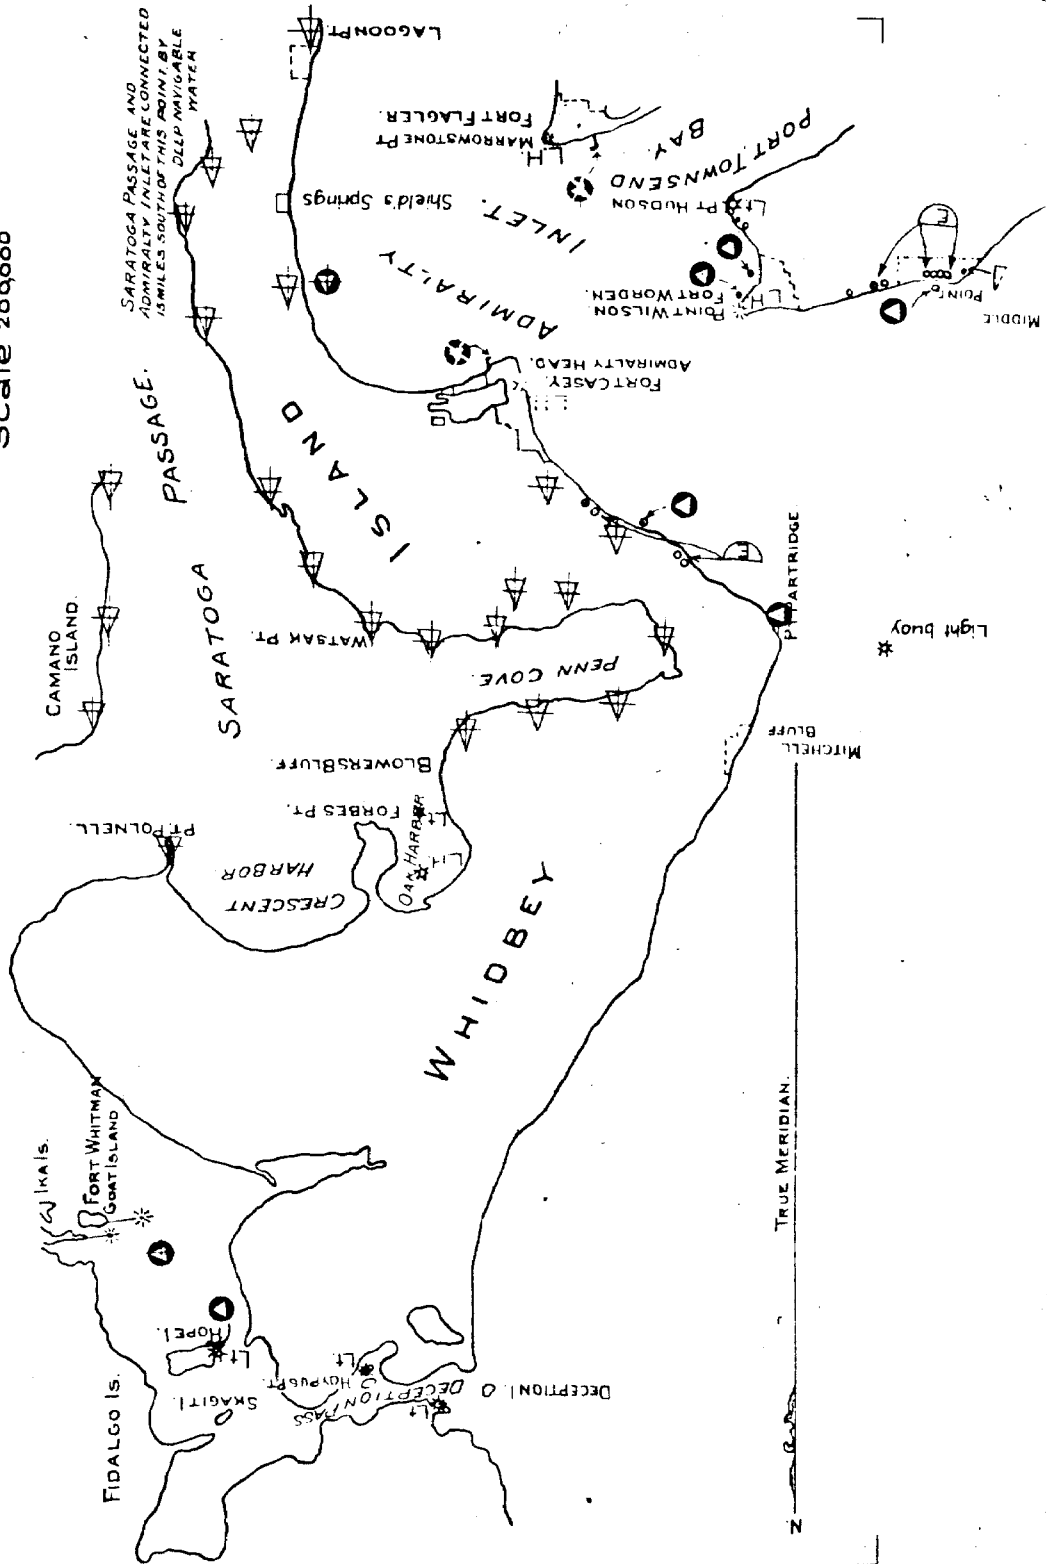 Scale 200,000
SARATOGA PASSAGE AND
ADMIRALTY INLET ARE CONNECTED
15 MILES SOUTH OF THIS POINT BY
DEEP NAVIGABLE
WATER
LAGOON PT.
CAMANO
ISLAND
SARATOGA
PASSAGE.
ISLAND
Shield's Springs
ADMIRALTY
INLET.
MARROWSTONE PT
FORT FLAGLER.
L.H.
PORT TOWNSEND
BAY.
PT HUDSON
Lt
POINT WILSON
FORT WORDEN.
LH
E
MIDDLE
POINT
FORT CASEY.
ADMIRALTY HEAD.
E
PT PARTRIDGE
Light buoy
MITCHELL
BLUFF
WATSAK PT.
PENN COVE.
BLOWERS BLUFF.
FORBES PT.
Lt
OAK HARBOR
L.H.
CRESCENT
HARBOR.
PT. POLNELL.
WHIDBEY
IKA IS.
FORT WHITMAN
GOAT ISLAND
HOPE I.
Lt
SKAGIT I.
FIDALGO IS.
HOYPUS PT.
Lt.
DECEPTION PASS
Lt
DECEPTION I.
TRUE MERIDIAN.
N